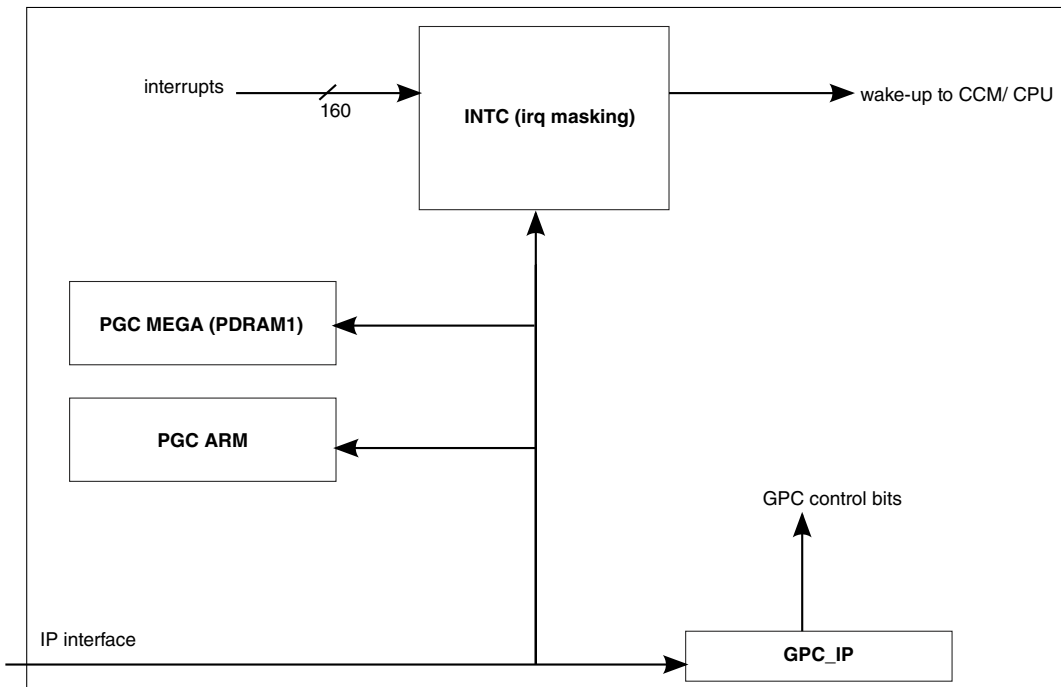 interrupts
160
INTC (irq masking)
wake-up to CCM/ CPU
PGC MEGA (PDRAM1)
PGC ARM
GPC control bits
IP interface
GPC_IP